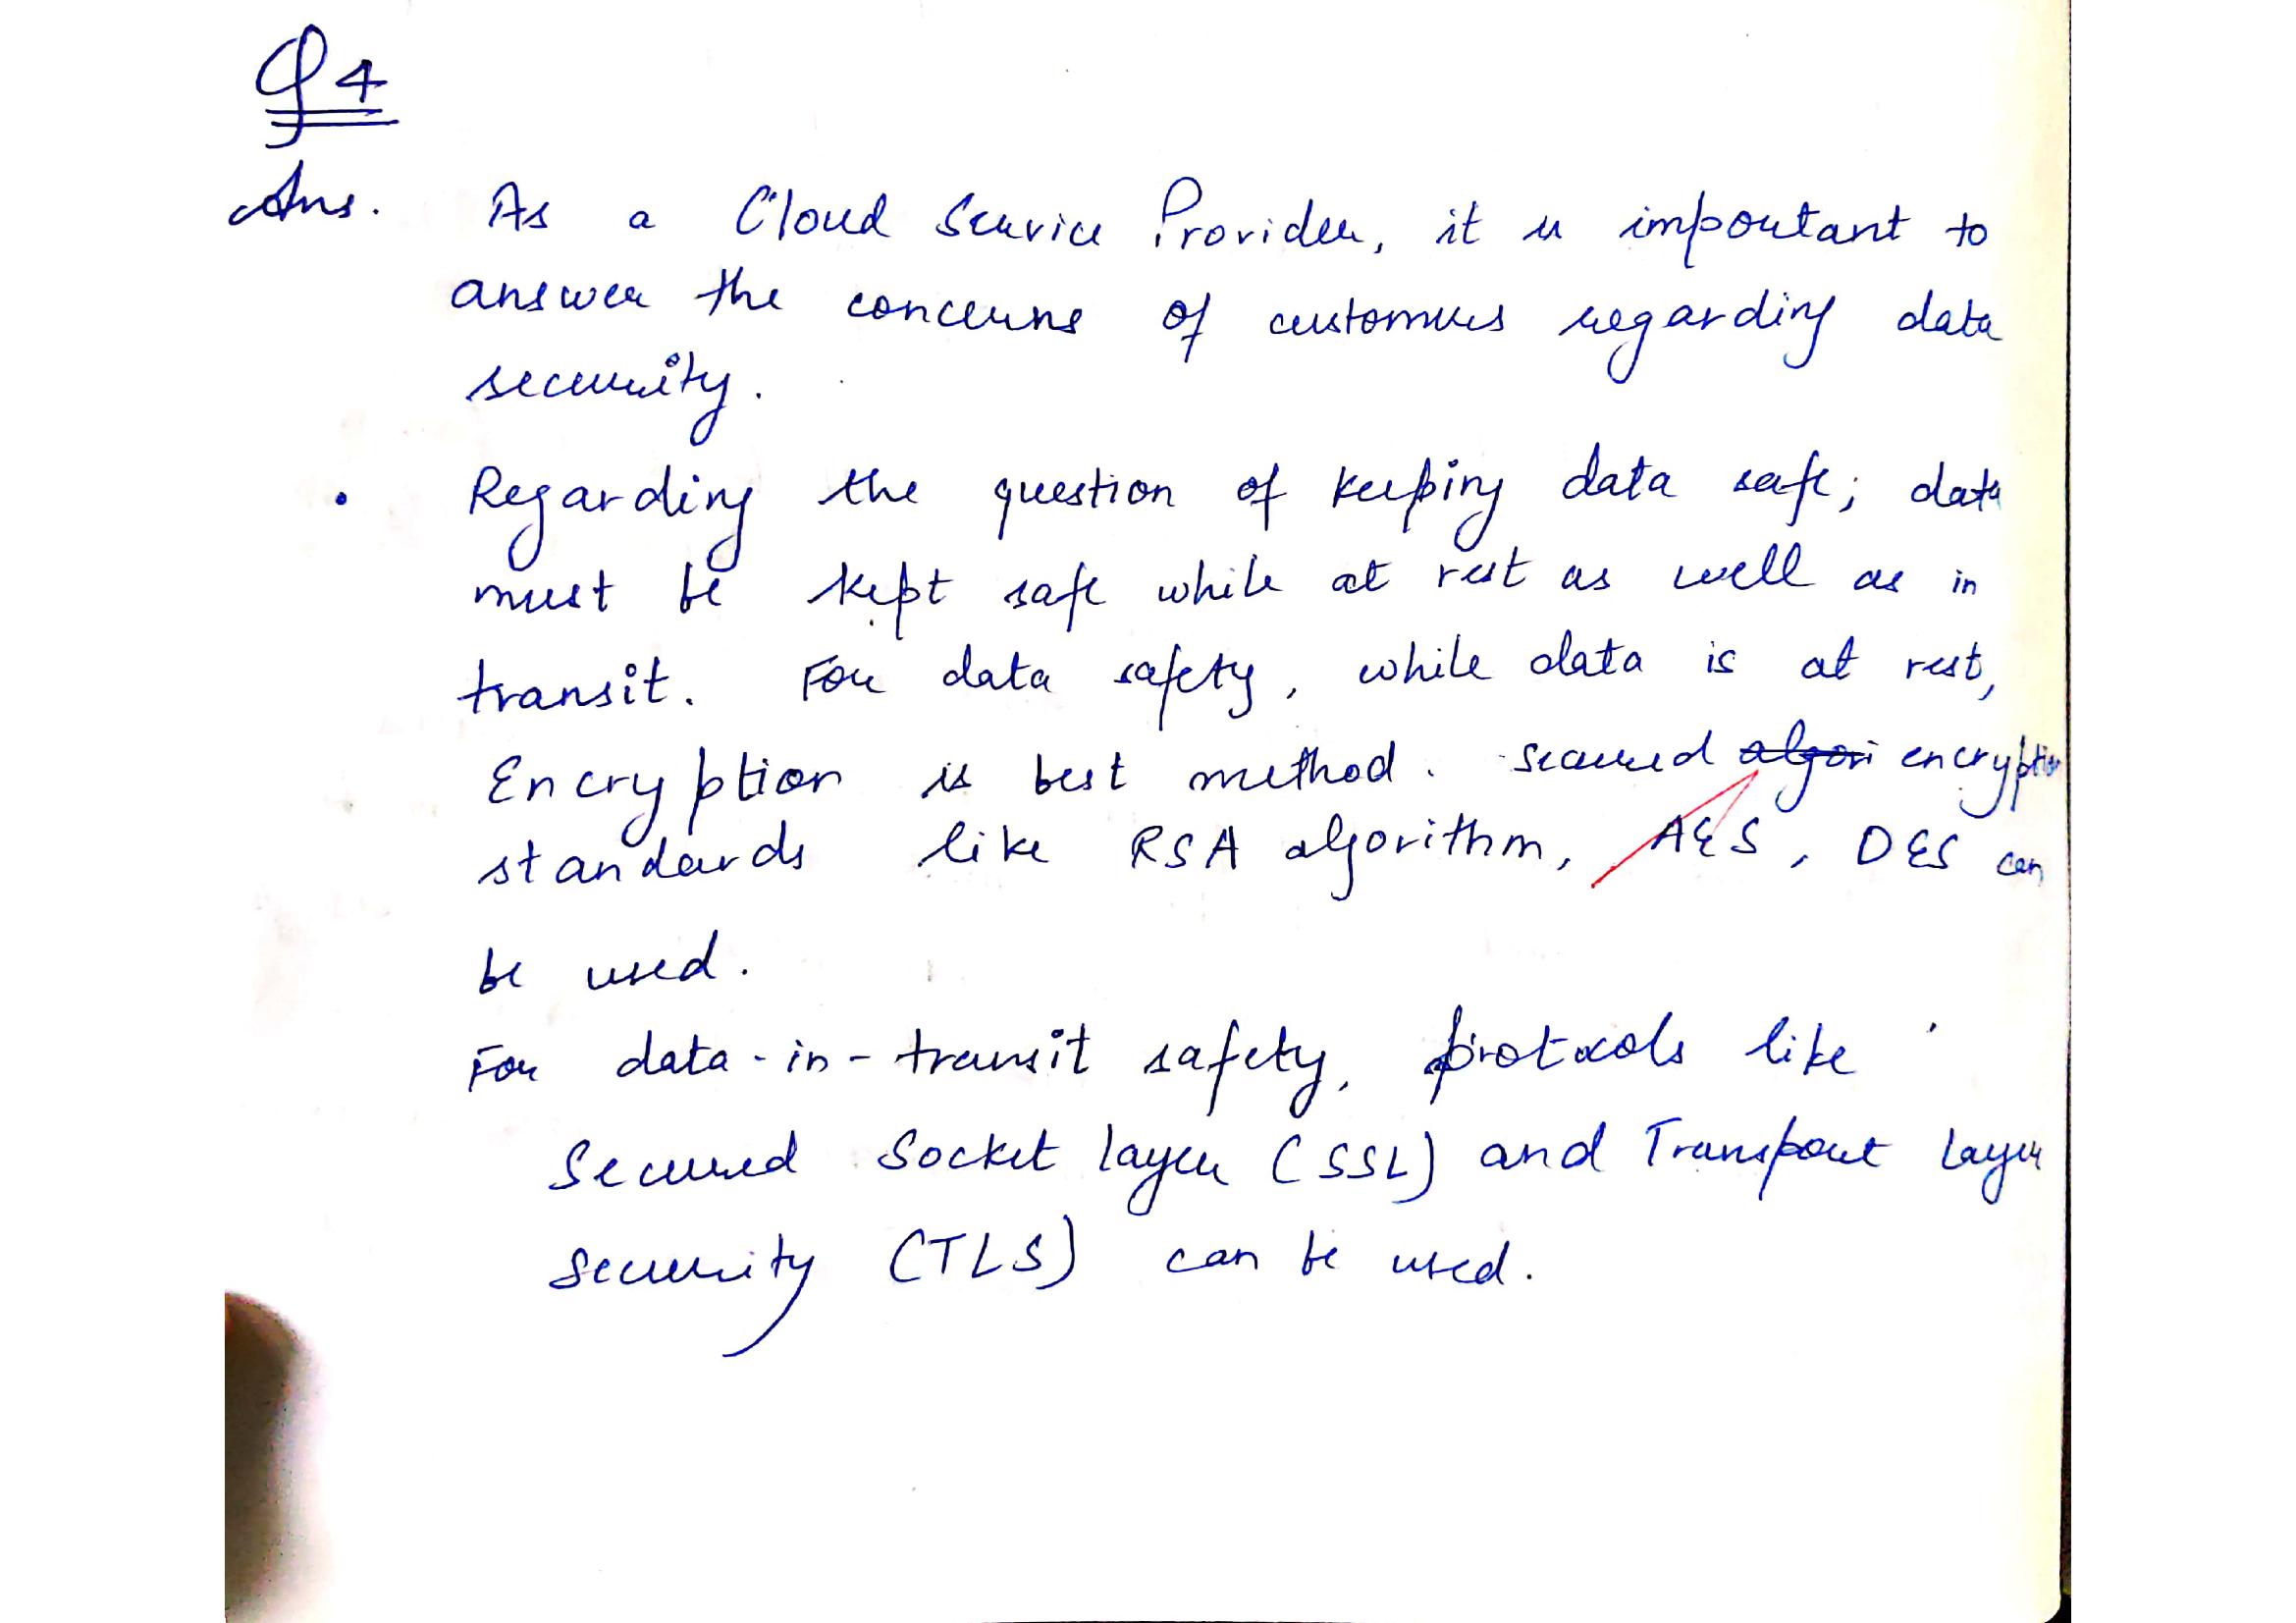 Q4
Ans. As a Cloud Service Provider, it is important to
answer the concerns of customers regarding data
security.
• Regarding the question of keeping data safe; data
must be kept safe while at rest as well as in
transit. For data safety, while data is at rest,
Encryption is best method. secured algori encryption
standards like RSA algorithm, AES, DES can
be used.
For data-in-transit safety, protocols like
Secured Socket layer (SSL) and Transport layer
security (TLS) can be used.